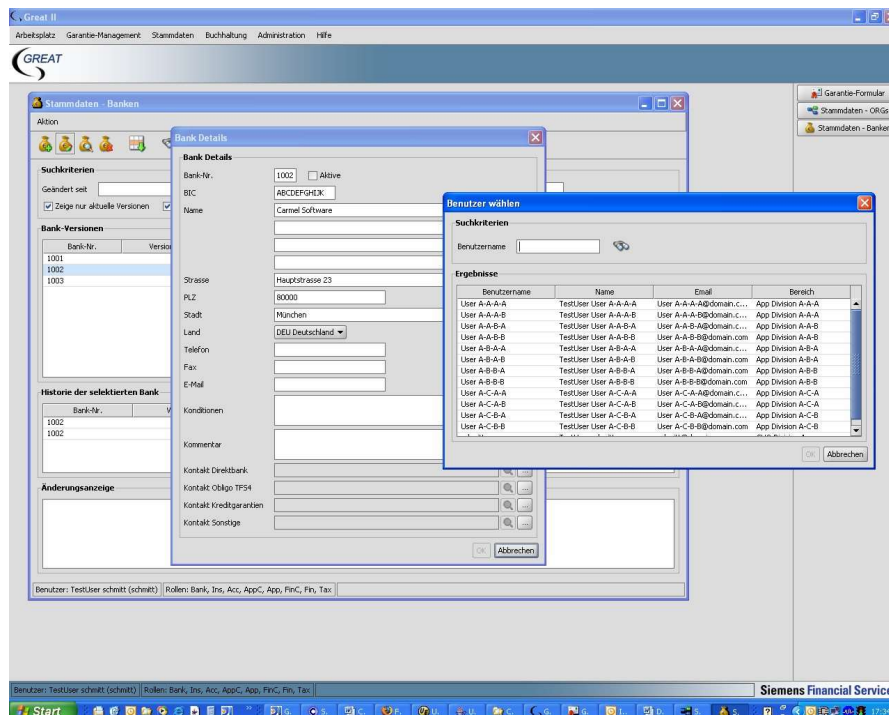 Great II
Arbeitsplatz Garantie-Management Stammdaten Buchhaltung Administration Hilfe
GREAT
Garantie-Formular
Stammdaten - ORGs
Stammdaten - Banken
Stammdaten - Banken
Aktion
Suchkriterien
Geändert seit
Zeige nur aktuelle Versionen
Bank-Versionen
Bank-Nr.
1001
1002
1003
Historie der selektierten Bank
Bank-Nr.
1002
1002
Änderungsanzeige
Benutzer: TestUser schmitt (schmitt) Rollen: Bank, Ins, Acc, AppC, App, FinC, Fin, Tax
Bank Details
Bank Details
Bank-Nr. 1002 Aktive
BIC ABCDEFGHIJK
Name Carmel Software
Strasse Hauptstrasse 23
PLZ 80000
Stadt München
Land DEU Deutschland
Telefon
Fax
E-Mail
Konditionen
Kommentar
Kontakt Direktbank ...
Kontakt Obligo TFS4 ...
Kontakt Kreditgarantien ...
Kontakt Sonstige ...
OK Abbrechen
Benutzer wählen
Suchkriterien
Benutzername
Ergebnisse
Benutzername Name Email Bereich
User A-A-A-A TestUser User A-A-A-A User A-A-A-A@domain.c... App Division A-A-A
User A-A-A-B TestUser User A-A-A-B User A-A-A-B@domain.c... App Division A-A-A
User A-A-B-A TestUser User A-A-B-A User A-A-B-A@domain.c... App Division A-A-B
User A-A-B-B TestUser User A-A-B-B User A-A-B-B@domain.com App Division A-A-B
User A-B-A-A TestUser User A-B-A-A User A-B-A-A@domain.c... App Division A-B-A
User A-B-A-B TestUser User A-B-A-B User A-B-A-B@domain.com App Division A-B-A
User A-B-B-A TestUser User A-B-B-A User A-B-B-A@domain.c... App Division A-B-B
User A-B-B-B TestUser User A-B-B-B User A-B-B-B@domain.com App Division A-B-B
User A-C-A-A TestUser User A-C-A-A User A-C-A-A@domain.c... App Division A-C-A
User A-C-A-B TestUser User A-C-A-B User A-C-A-B@domain.com App Division A-C-A
User A-C-B-A TestUser User A-C-B-A User A-C-B-A@domain.c... App Division A-C-B
User A-C-B-B TestUser User A-C-B-B User A-C-B-B@domain.com App Division A-C-B
OK Abbrechen
Benutzer: TestUser schmitt (schmitt) Rollen: Bank, Ins, Acc, AppC, App, FinC, Fin, Tax
Siemens Financial Service
Start